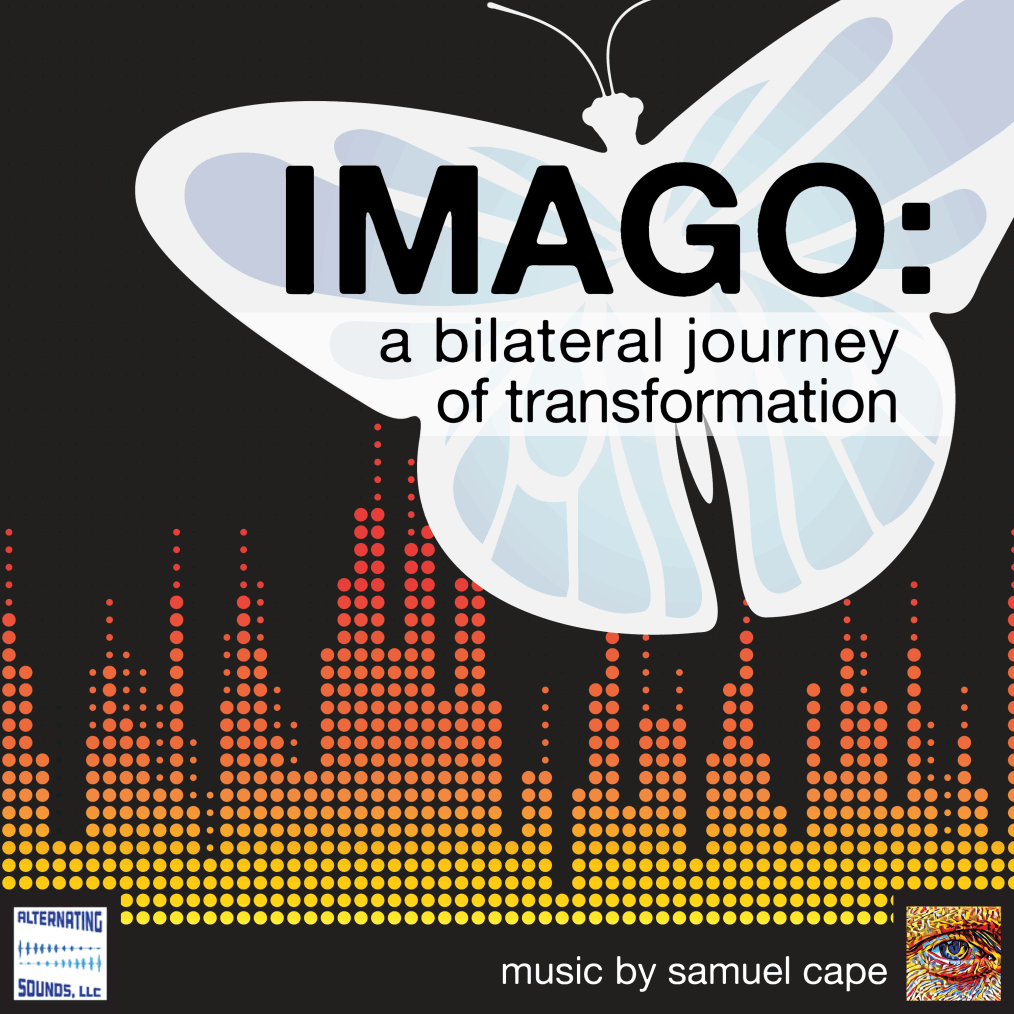 IMAGO:
a bilateral journey
of transformation
ALTERNATING
SOUNDS, LLC
music by samuel cape